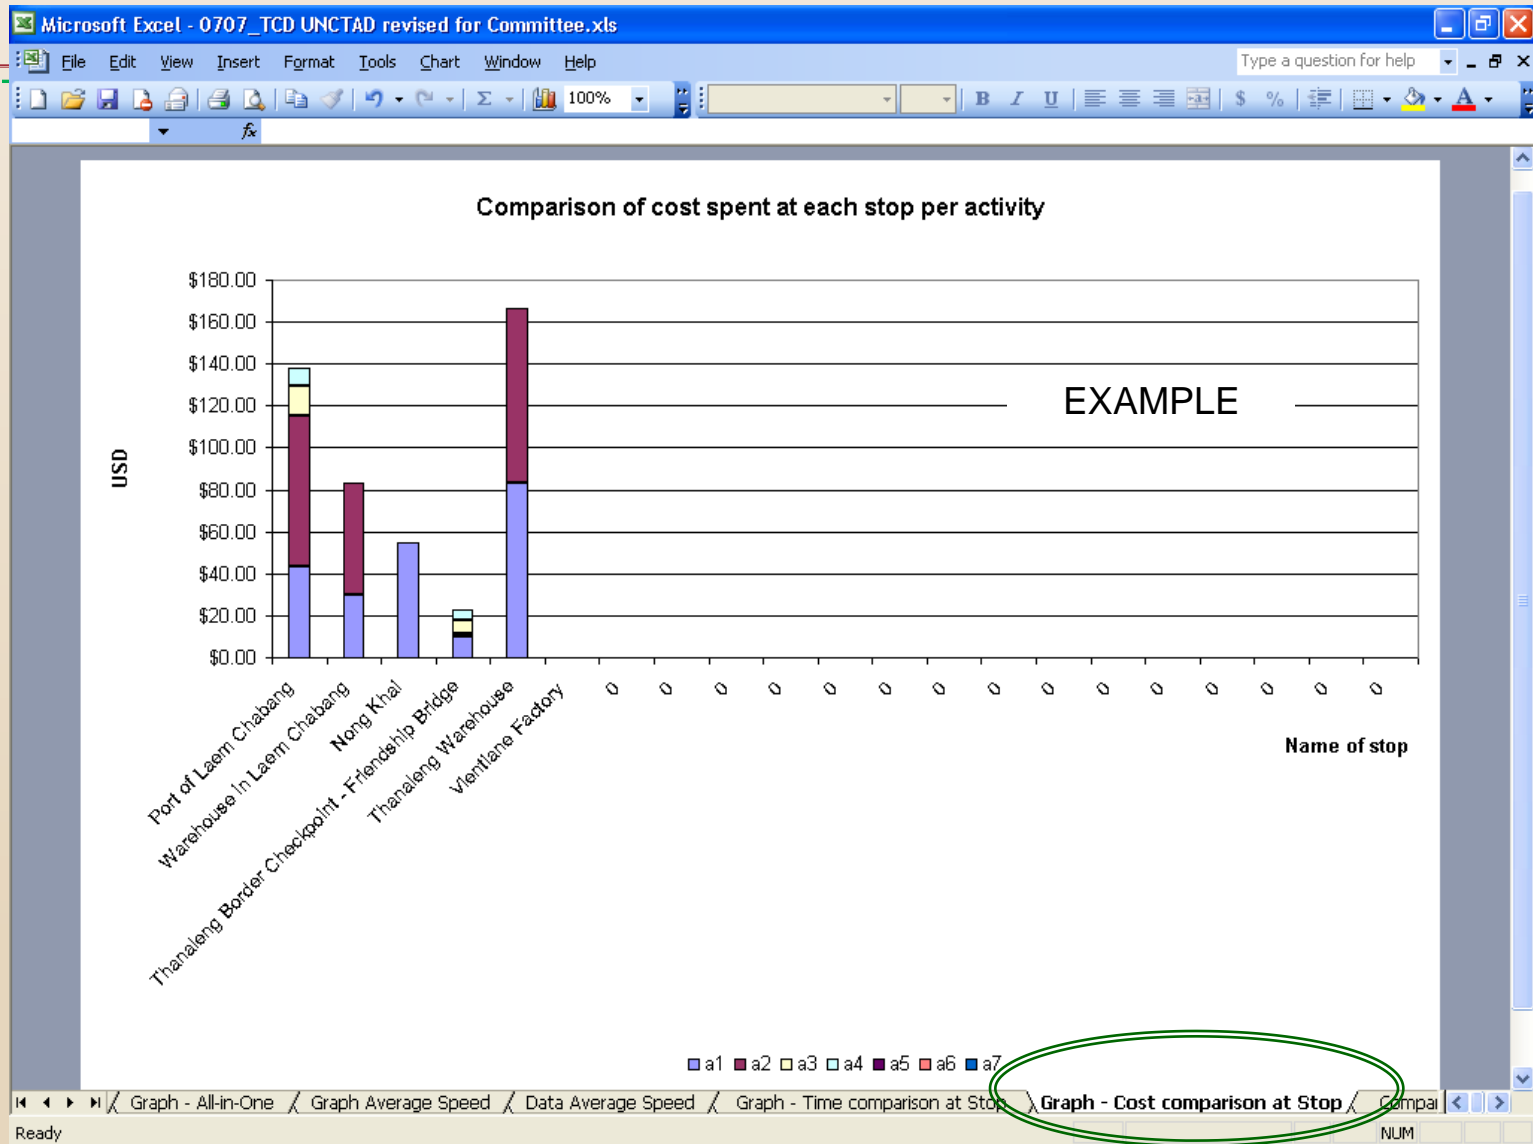 Microsoft Excel - 0707_TCD UNCTAD revised for Committee.xls
File Edit View Insert Format Tools Chart Window Help
Type a question for help
100%
B I U $ %
fx
Comparison of cost spent at each stop per activity
$180.00
$160.00
$140.00
$120.00
$100.00
$80.00
$60.00
$40.00
$20.00
$0.00
USD
EXAMPLE
Port of Laem Chabang
Warehouse in Laem Chabang
Nong Khai
Thanaleng Border Checkpoint - Friendship Bridge
Thanaleng Warehouse
Vientiane Factory
0 0 0 0 0 0 0 0 0 0 0 0 0 0 0
Name of stop
a1 a2 a3 a4 a5 a6 a7
Graph - All-in-One Graph Average Speed Data Average Speed Graph - Time comparison at Stop Graph - Cost comparison at Stop Compar
Ready NUM